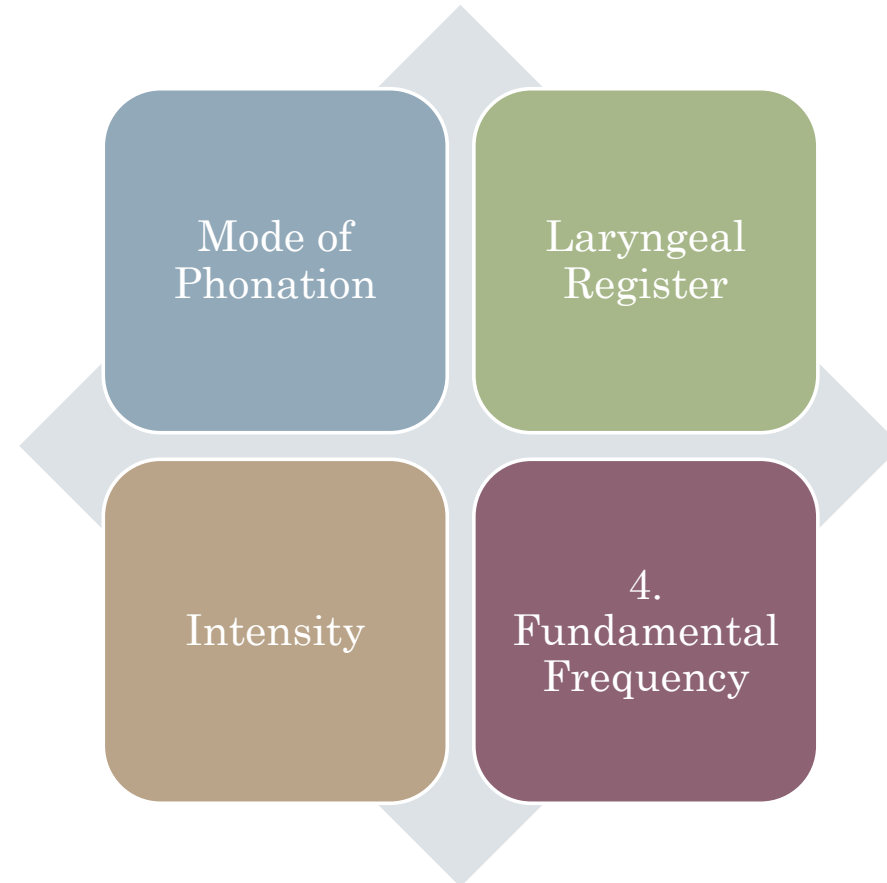 Mode of
Phonation
Laryngeal
Register
Intensity
4.
Fundamental
Frequency